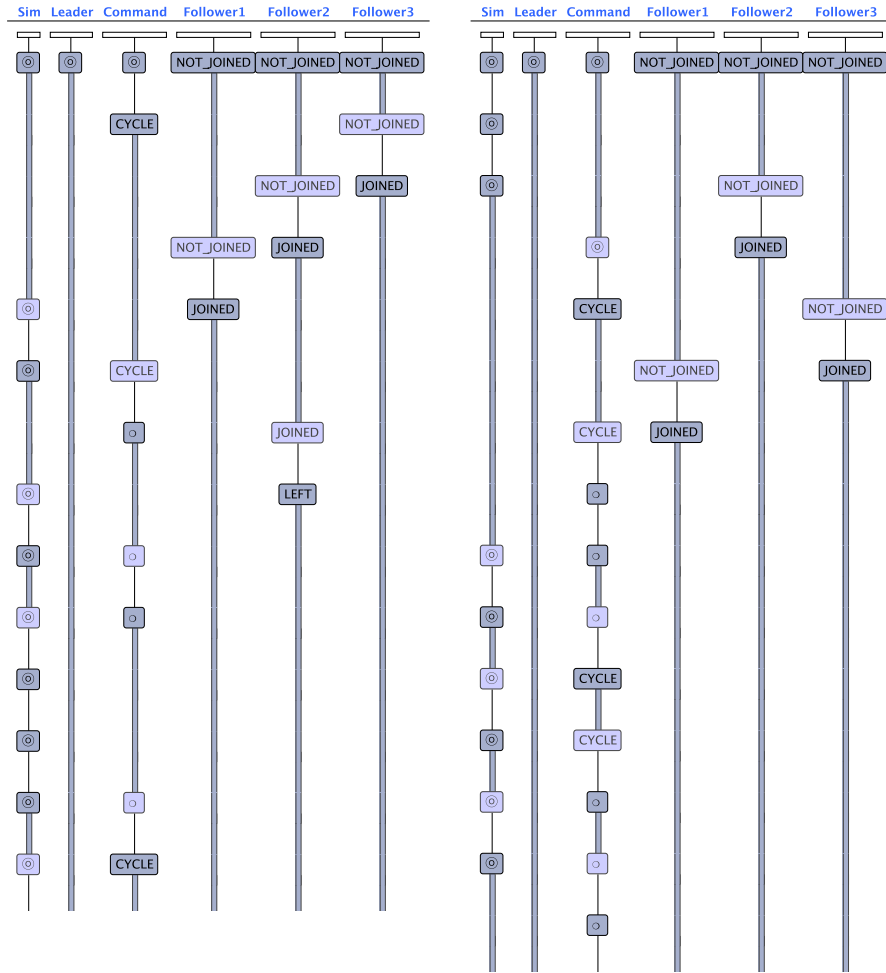 Sim Leader Command Follower1 Follower2 Follower3 Sim Leader Command Follower1 Follower2 Follower3
NOT_JOINED NOT_JOINED NOT_JOINED NOT_JOINED NOT_JOINED NOT_JOINED
CYCLE NOT_JOINED
NOT_JOINED JOINED NOT_JOINED
NOT_JOINED JOINED JOINED
JOINED CYCLE NOT_JOINED
CYCLE NOT_JOINED JOINED
JOINED CYCLE JOINED
LEFT
CYCLE
CYCLE
CYCLE